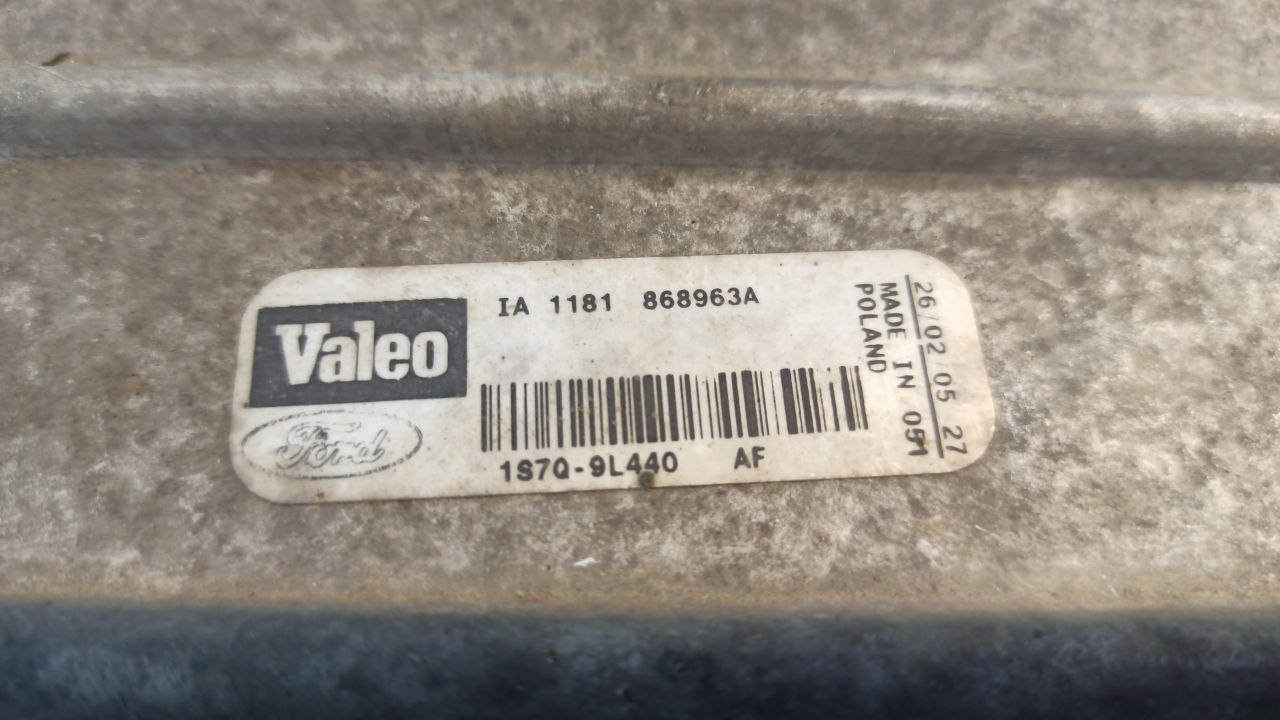 IA 1181 868963A
Valeo
Ford
1S7Q-9L440 AF
26/02 05 27
MADE IN 051
POLAND